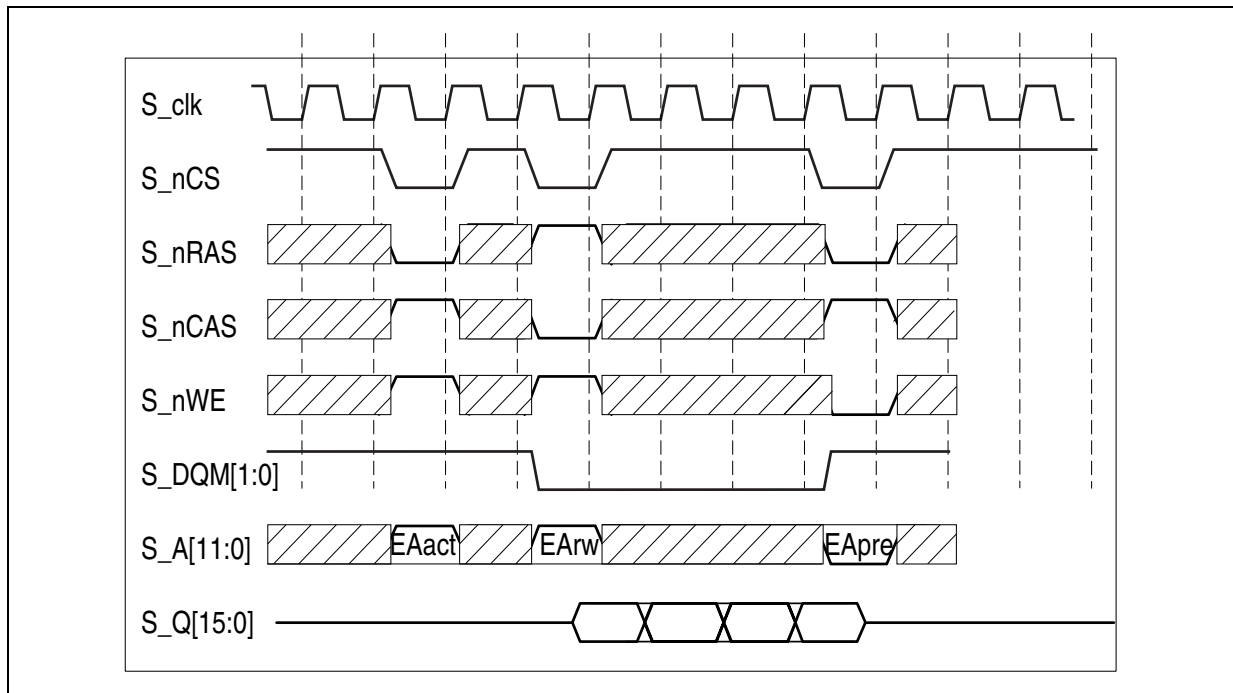 S_clk
S_nCS
S_nRAS
S_nCAS
S_nWE
S_DQM[1:0]
S_A[11:0] EAact EArw EApre
S_Q[15:0]